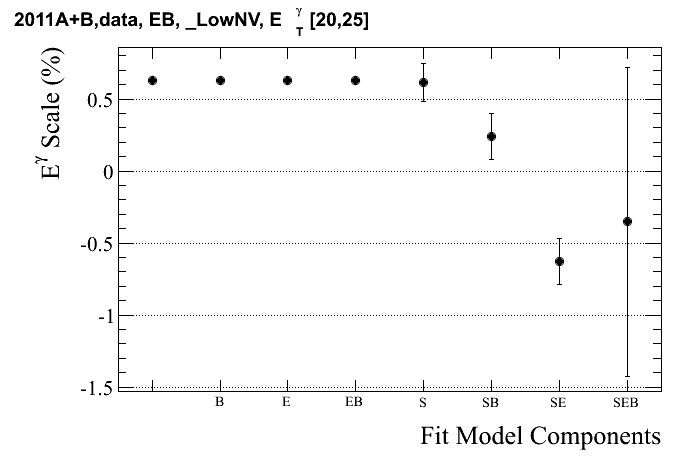 2011A+B,data, EB, _LowNV, E γ T [20,25]
E γ Scale (%)
0.5
0
-0.5
-1
-1.5
B E EB S SB SE SEB
Fit Model Components